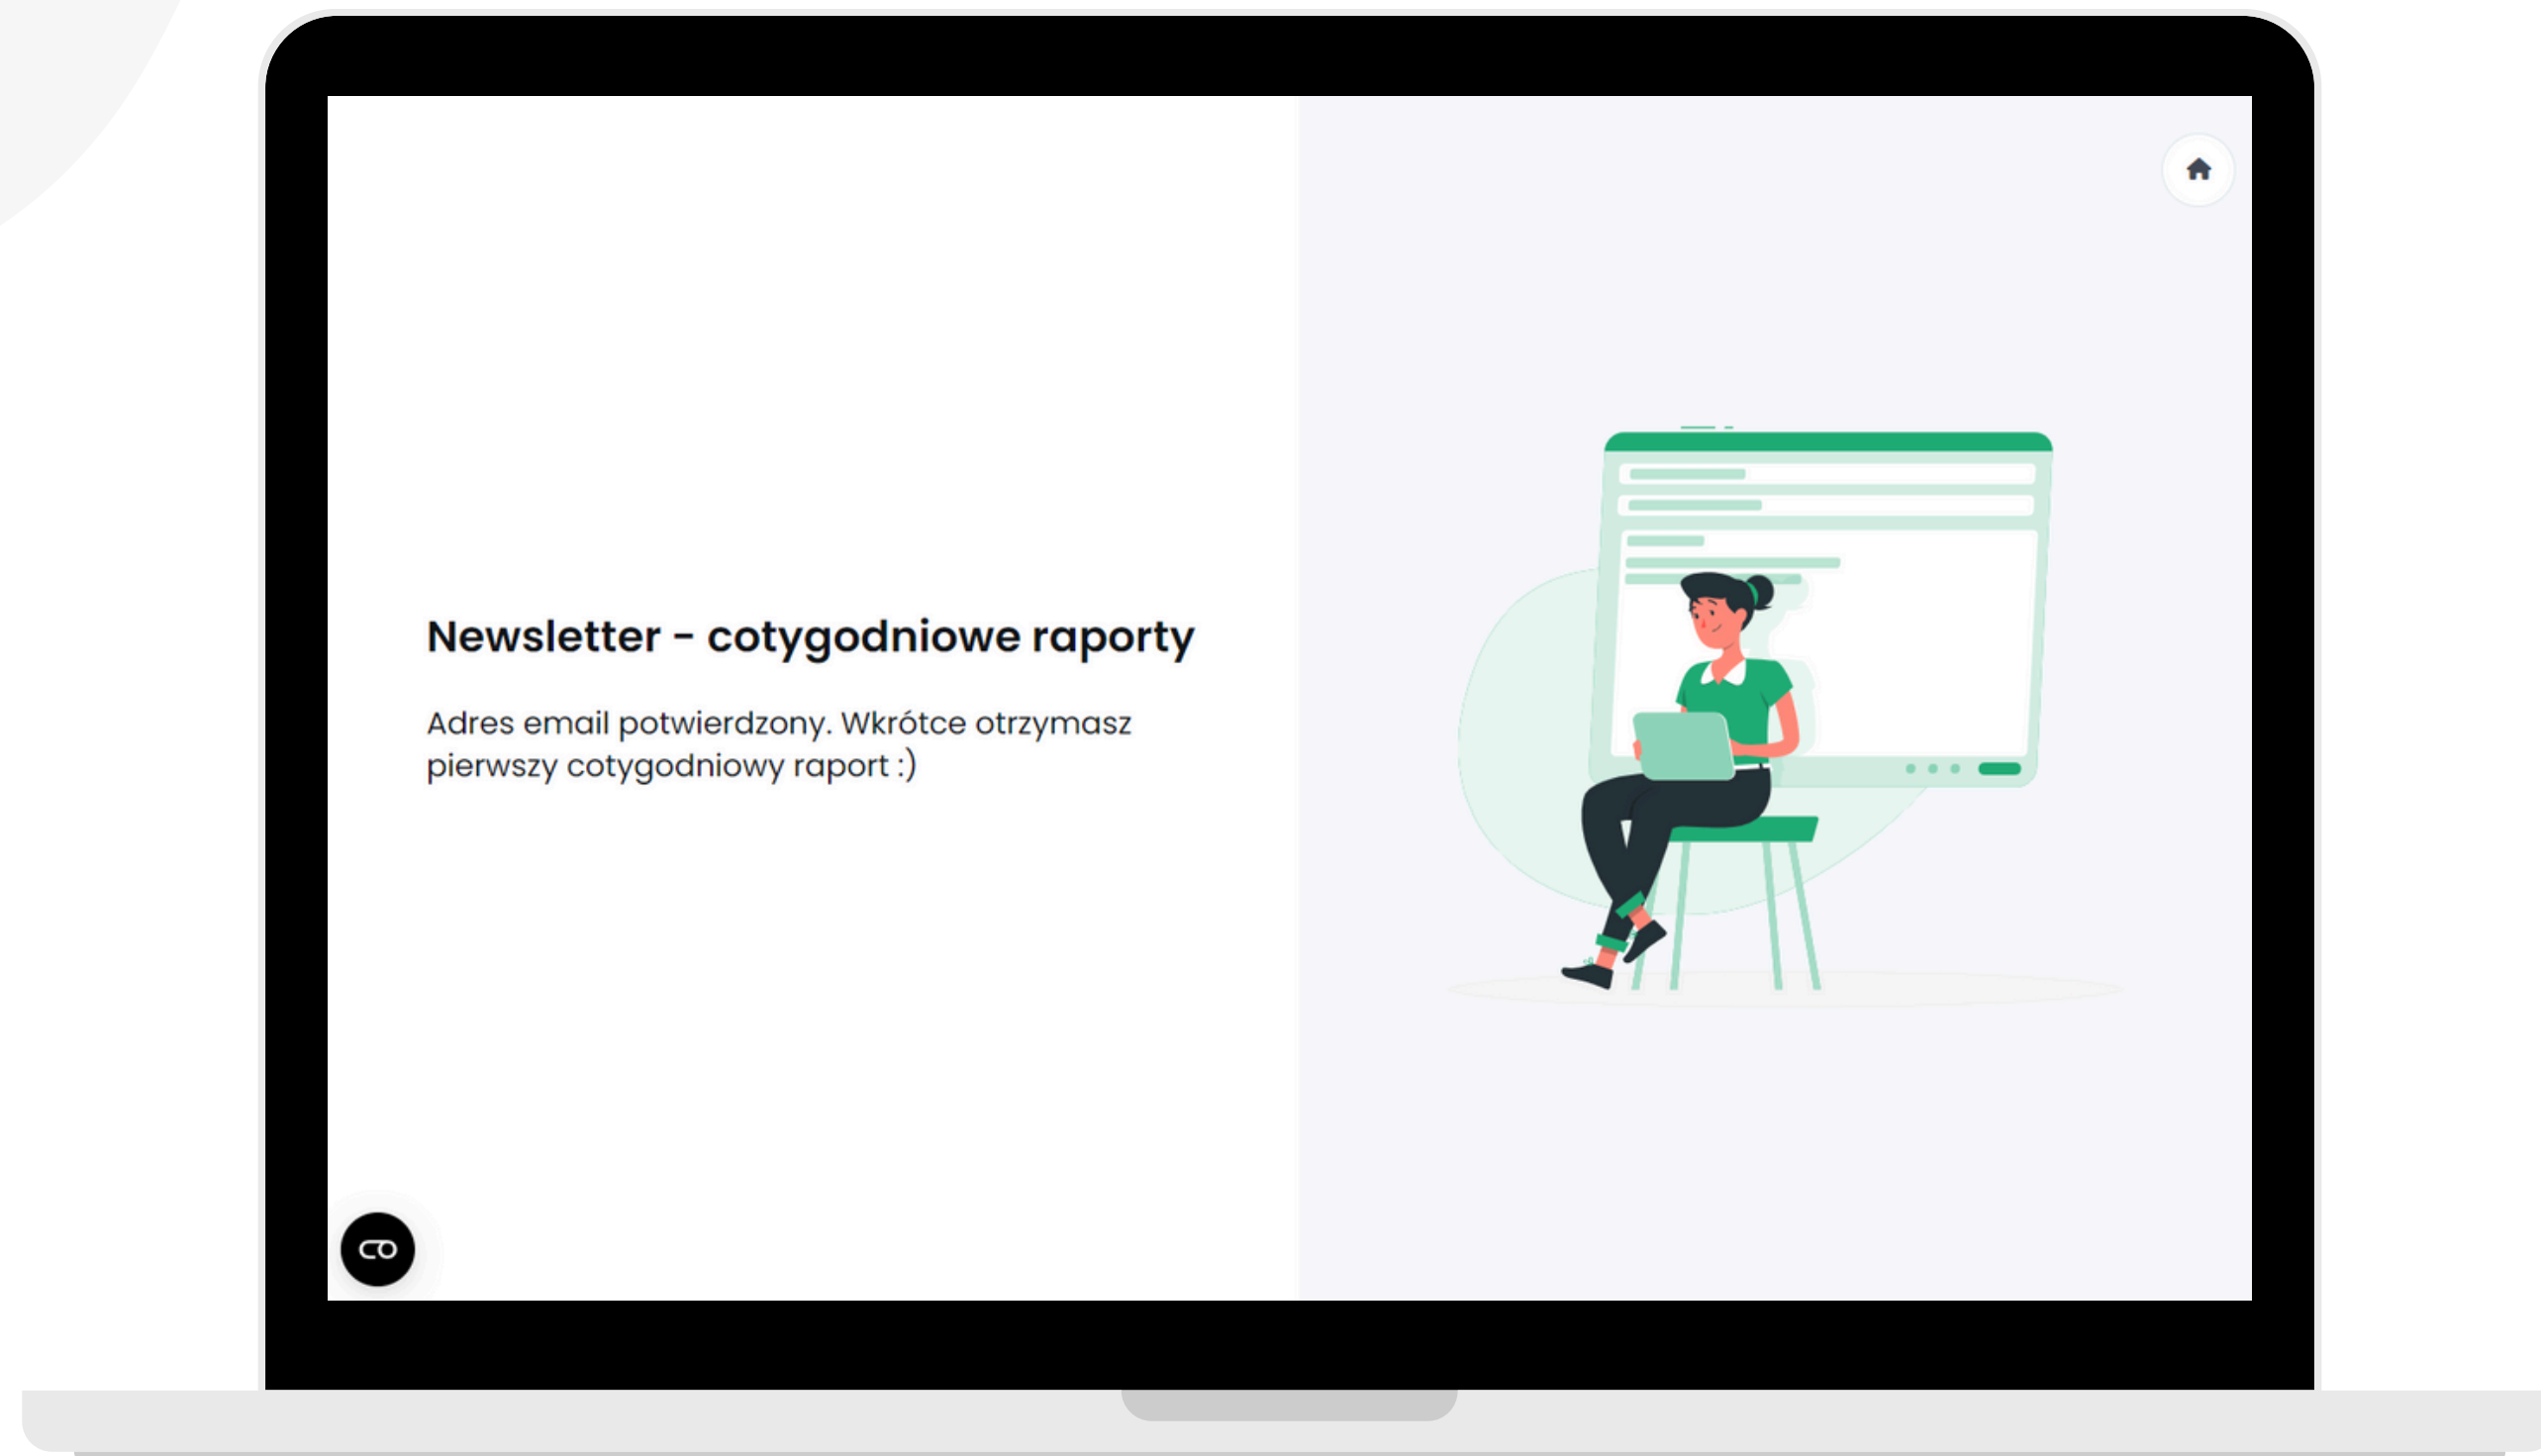 Newsletter - cotygodniowe raporty
Adres email potwierdzony. Wkrótce otrzymasz
pierwszy cotygodniowy raport :)